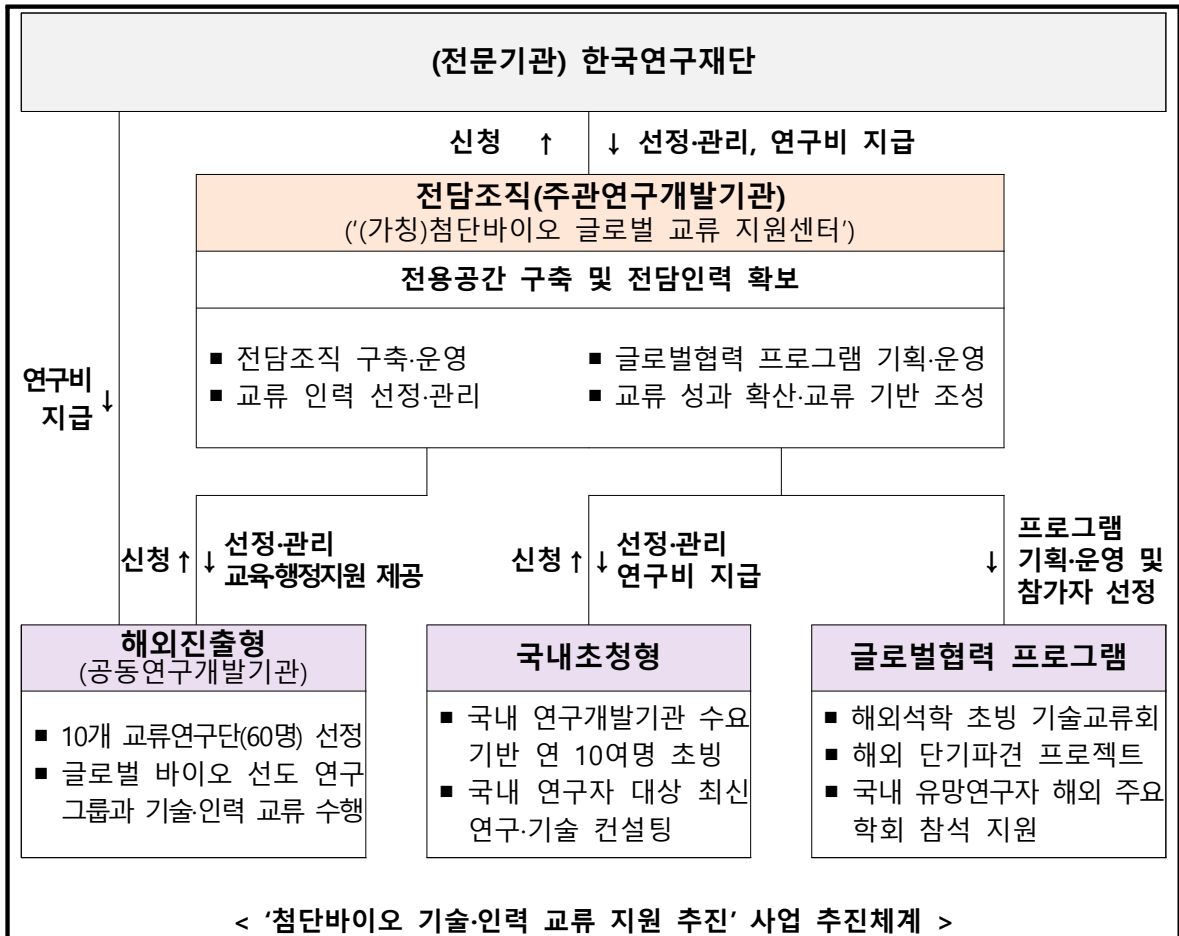 (전문기관) 한국연구재단
신청 ↑ ↓ 선정·관리, 연구비 지급
전담조직(주관연구개발기관)
('(가칭)첨단바이오 글로벌 교류 지원센터')
전용공간 구축 및 전담인력 확보
▪ 전담조직 구축·운영
▪ 교류 인력 선정·관리
▪ 글로벌협력 프로그램 기획·운영
▪ 교류 성과 확산·교류 기반 조성
연구비
지급 ↓
신청 ↑ ↓ 선정·관리
교육·행정지원 제공
신청 ↑ ↓ 선정·관리
연구비 지급
↓ 프로그램
기획·운영 및
참가자 선정
해외진출형
(공동연구개발기관)
▪ 10개 교류연구단(60명) 선정
▪ 글로벌 바이오 선도 연구
그룹과 기술·인력 교류 수행
국내초청형
▪ 국내 연구개발기관 수요
기반 연 10여명 초빙
▪ 국내 연구자 대상 최신
연구·기술 컨설팅
글로벌협력 프로그램
▪ 해외석학 초빙 기술교류회
▪ 해외 단기파견 프로젝트
▪ 국내 유망연구자 해외 주요
학회 참석 지원
< '첨단바이오 기술·인력 교류 지원 추진' 사업 추진체계 >